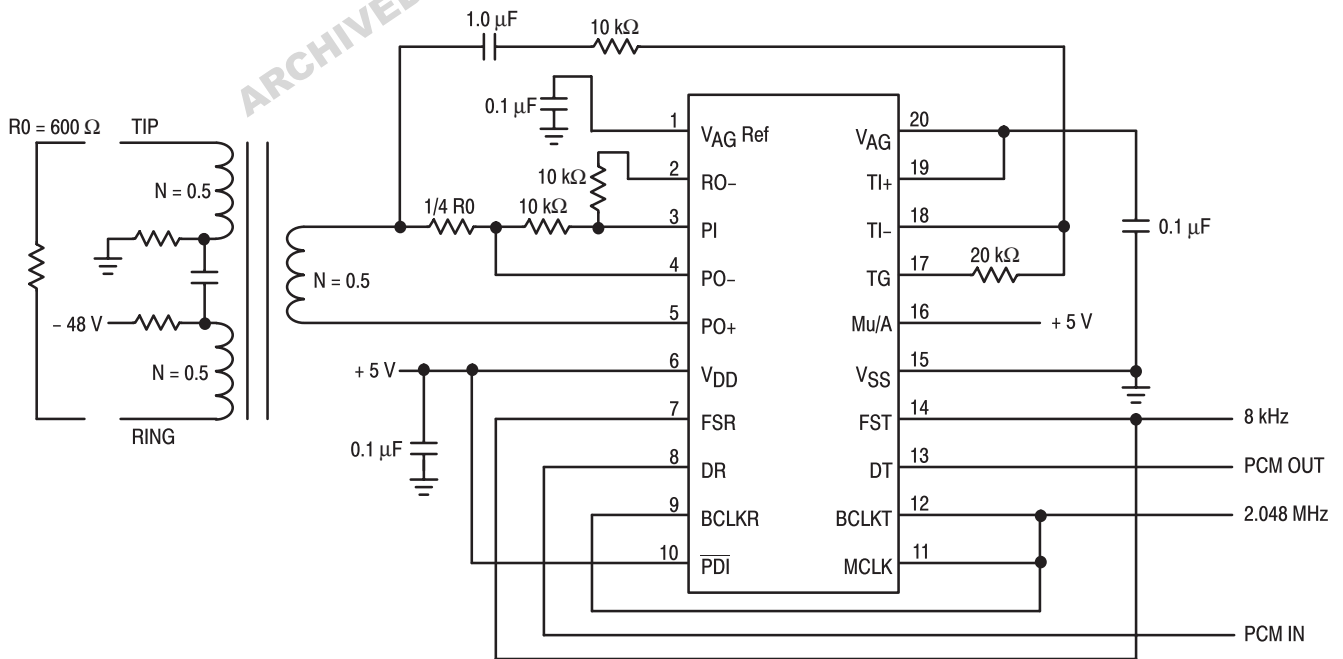 ARCHIVED
1.0 µF
10 kΩ
0.1 µF
R0 = 600 Ω
TIP
N = 0.5
– 48 V
N = 0.5
RING
N = 0.5
1/4 R0
10 kΩ
10 kΩ
+ 5 V
0.1 µF
1 VAG Ref
2 RO–
3 PI
4 PO–
5 PO+
6 VDD
7 FSR
8 DR
9 BCLKR
10 PDI
VAG 20
TI+ 19
TI– 18
TG 17
Mu/A 16
VSS 15
FST 14
DT 13
BCLKT 12
MCLK 11
20 kΩ
0.1 µF
+ 5 V
8 kHz
PCM OUT
2.048 MHz
PCM IN